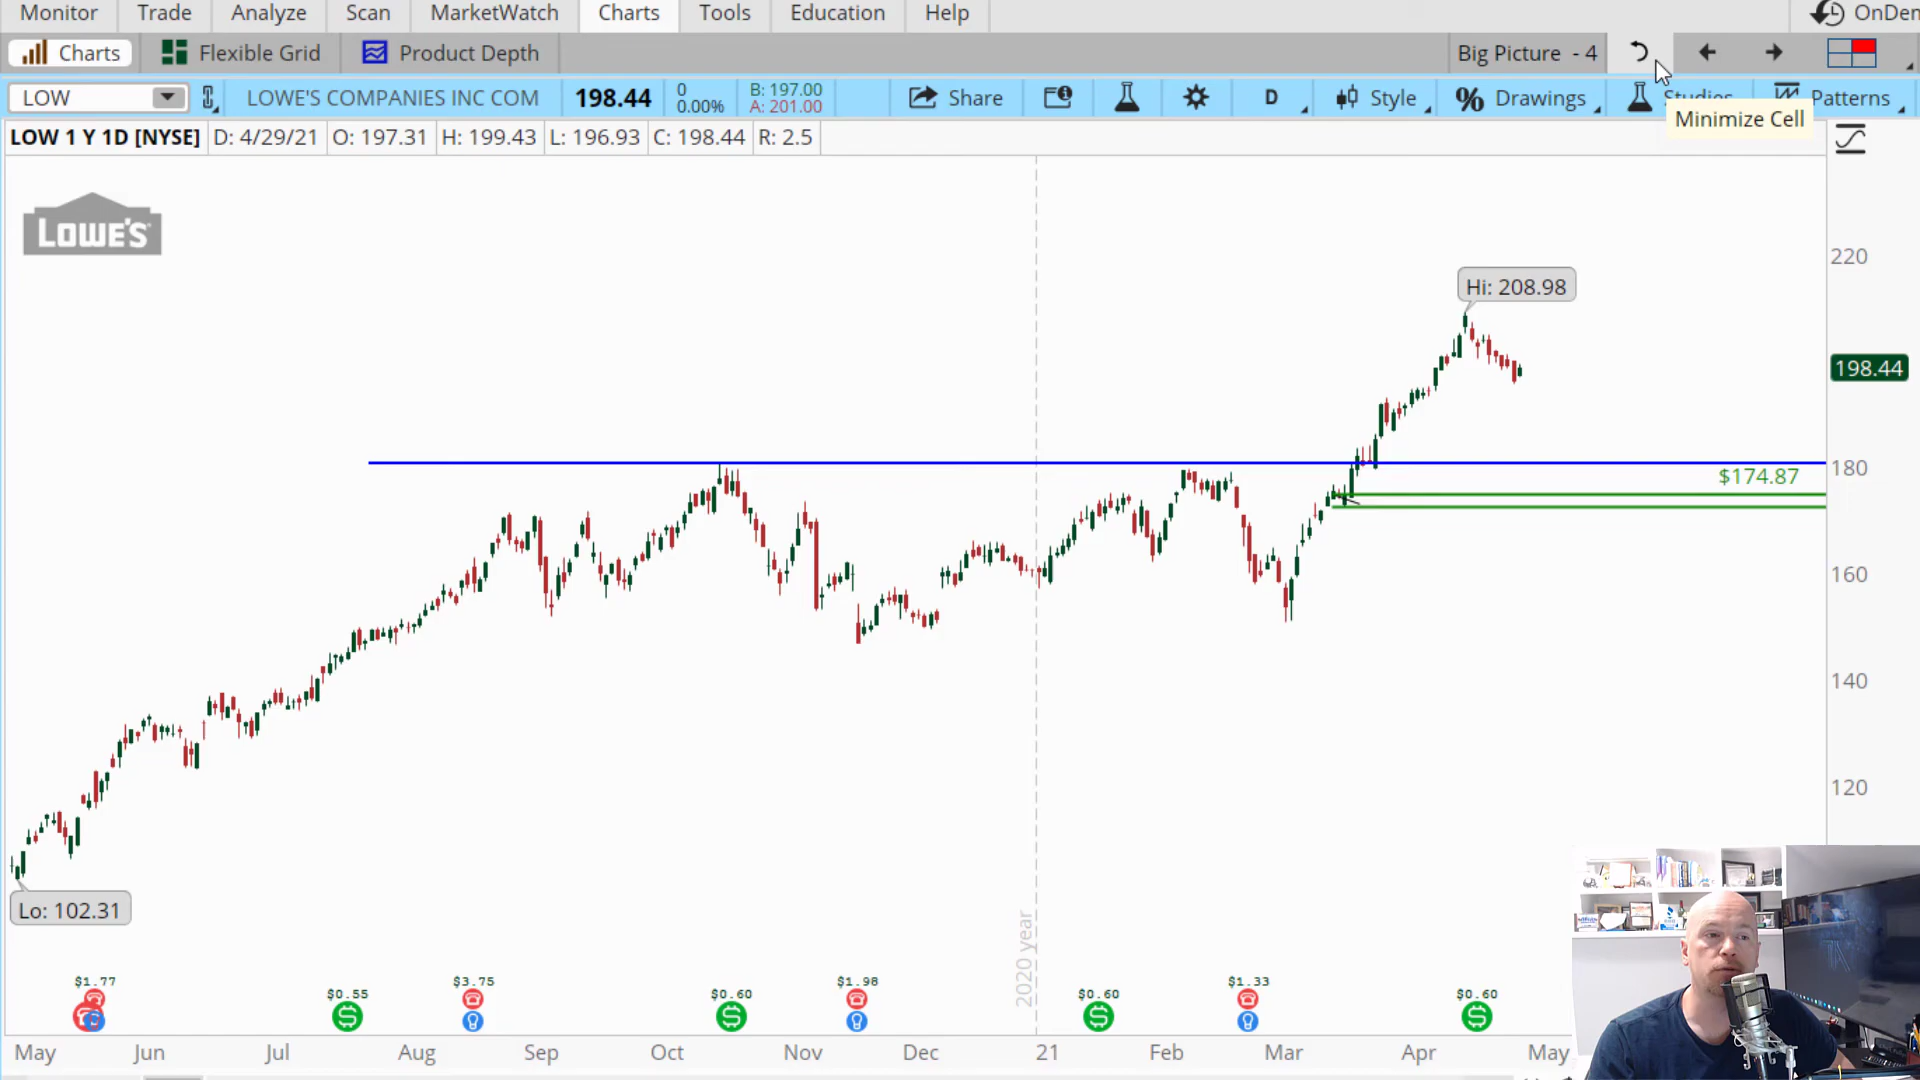 Monitor Trade Analyze Scan MarketWatch Charts Tools Education Help OnDem
Charts Flexible Grid Product Depth Big Picture - 4
LOW LOWE'S COMPANIES INC COM 198.44 0 0.00% B: 197.00 A: 201.00 Share D Style Drawings Studies Patterns
Minimize Cell
LOW 1 Y 1D [NYSE] D: 4/29/21 O: 197.31 H: 199.43 L: 196.93 C: 198.44 R: 2.5
LOWE'S
220
Hi: 208.98
198.44
180
$174.87
160
140
120
Lo: 102.31
2020 year
$1.77 $0.55 $3.75 $0.60 $1.98 $0.60 $1.33 $0.60
May Jun Jul Aug Sep Oct Nov Dec 21 Feb Mar Apr May